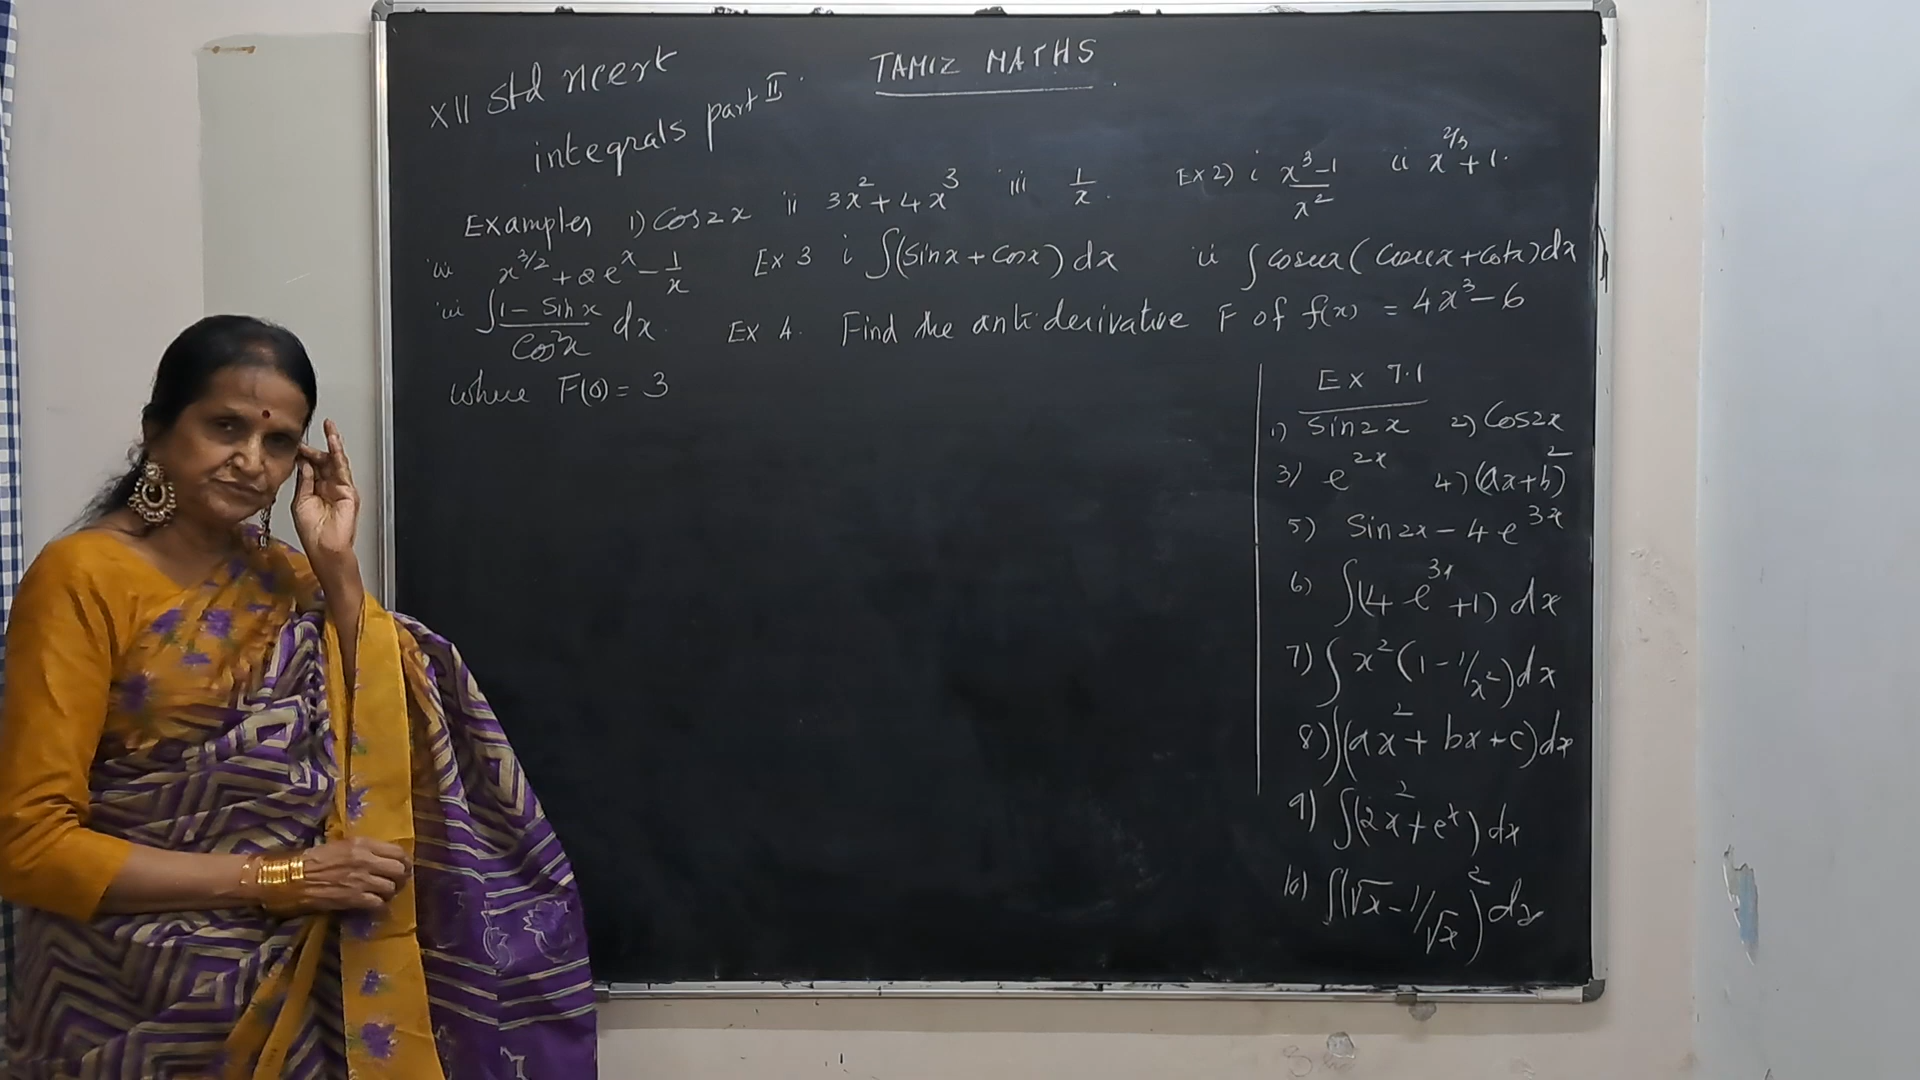 XII Std ncert TAMIZ MATHS
integrals part II
Examples 1) Cos2x ii 3x²+4x³ iii 1/x. Ex 2) i (x³-1)/x² ii x^(2/3)+1.
iii x^(3/2)+2e^x-1/x Ex 3 i ∫(Sinx+Cosx)dx ii ∫cosecx(Cosecx+Cotx)dx
iii ∫(1-Sinx)/(Cos²x) dx. Ex 4. Find the anti derivative F of f(x) = 4x³-6
where F(0) = 3
Ex 7.1
1) Sin2x 2) Cos2x
3) e^(2x) 4) (ax+b)²
5) Sin2x-4e^(3x)
6) ∫(4e^(3x)+1)dx
7) ∫x²(1-1/x²)dx
8) ∫(ax²+bx+c)dx
9) ∫(2x²+e^x)dx
10) ∫(√x-1/√x)²dx